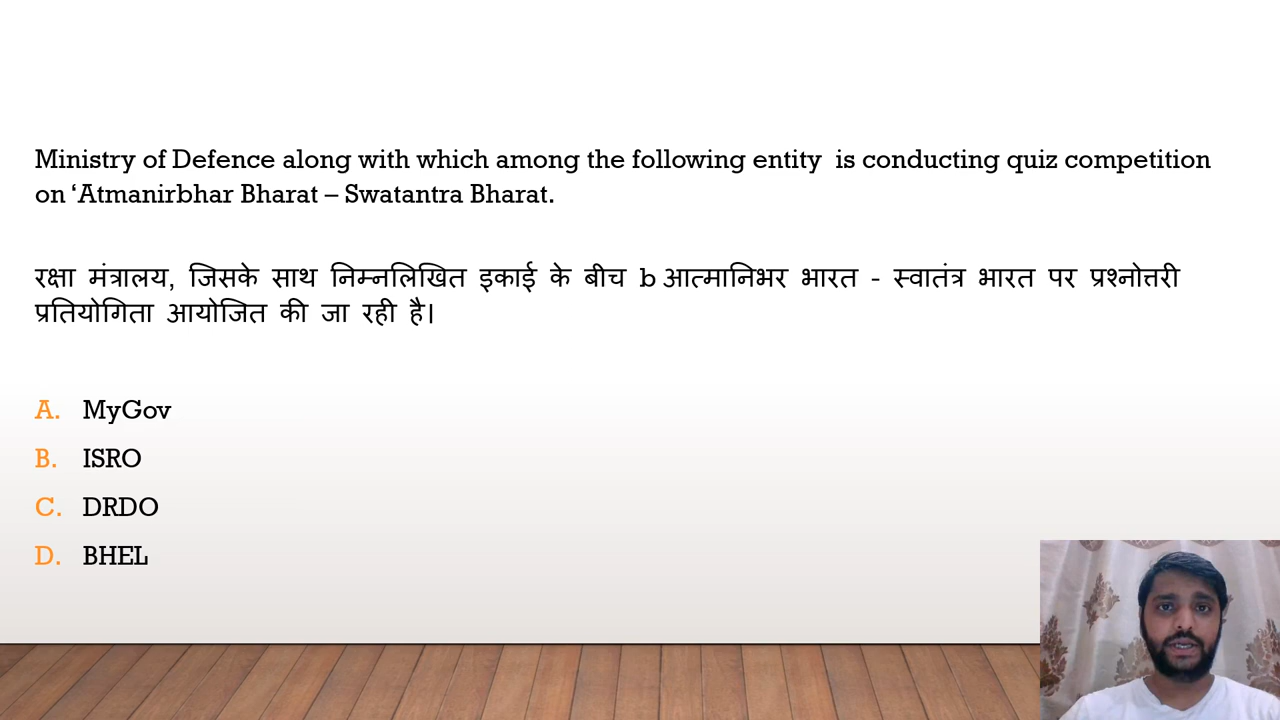 Ministry of Defence along with which among the following entity is conducting quiz competition
on ‘Atmanirbhar Bharat – Swatantra Bharat.
रक्षा मंत्रालय, जिसके साथ निम्नलिखित इकाई के बीच b आत्मानिभर भारत - स्वातंत्र भारत पर प्रश्नोत्तरी
प्रतियोगिता आयोजित की जा रही है।
A. MyGov
B. ISRO
C. DRDO
D. BHEL